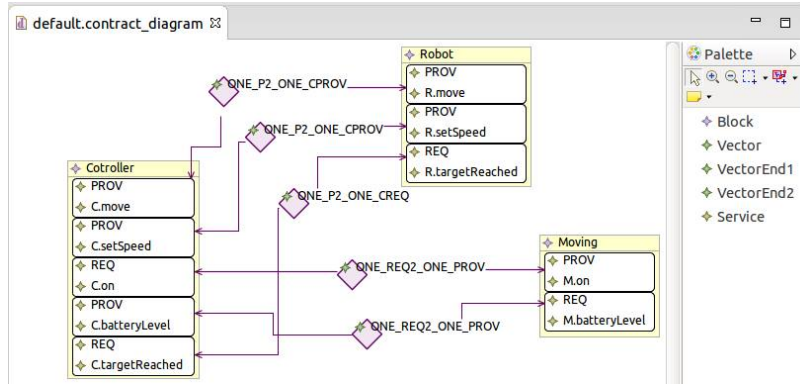 default.contract_diagram
Palette
Block
Vector
VectorEnd1
VectorEnd2
Service
Robot
PROV
R.move
PROV
R.setSpeed
REQ
R.targetReached
ONE_P2_ONE_CPROV
ONE_P2_ONE_CPROV
ONE_P2_ONE_CREQ
Cotroller
PROV
C.move
PROV
C.setSpeed
REQ
C.on
PROV
C.batteryLevel
REQ
C.targetReached
ONE_REQ2_ONE_PROV
ONE_REQ2_ONE_PROV
Moving
PROV
M.on
REQ
M.batteryLevel